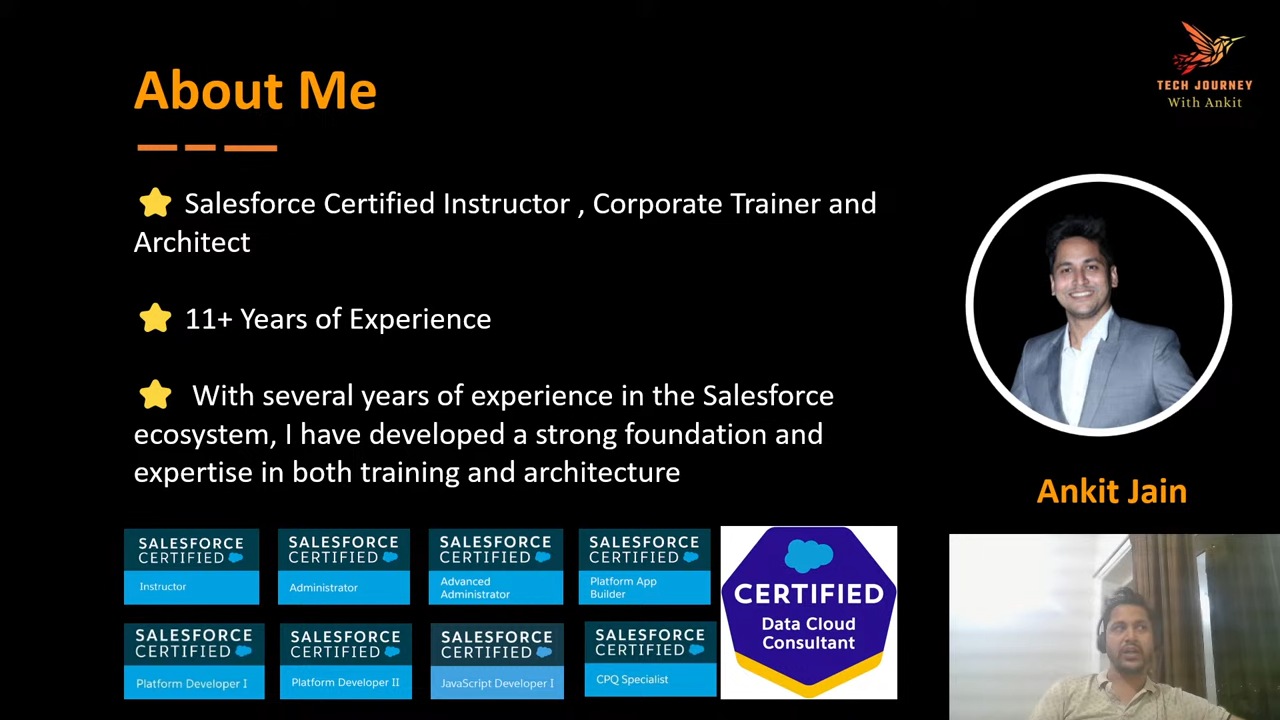 About Me
TECH JOURNEY
With Ankit
Salesforce Certified Instructor , Corporate Trainer and
Architect
11+ Years of Experience
With several years of experience in the Salesforce
ecosystem, I have developed a strong foundation and
expertise in both training and architecture
Ankit Jain
SALESFORCE
CERTIFIED
Instructor
SALESFORCE
CERTIFIED
Administrator
SALESFORCE
CERTIFIED
Advanced
Administrator
SALESFORCE
CERTIFIED
Platform App
Builder
CERTIFIED
Data Cloud
Consultant
SALESFORCE
CERTIFIED
Platform Developer I
SALESFORCE
CERTIFIED
Platform Developer II
SALESFORCE
CERTIFIED
JavaScript Developer I
SALESFORCE
CERTIFIED
CPQ Specialist